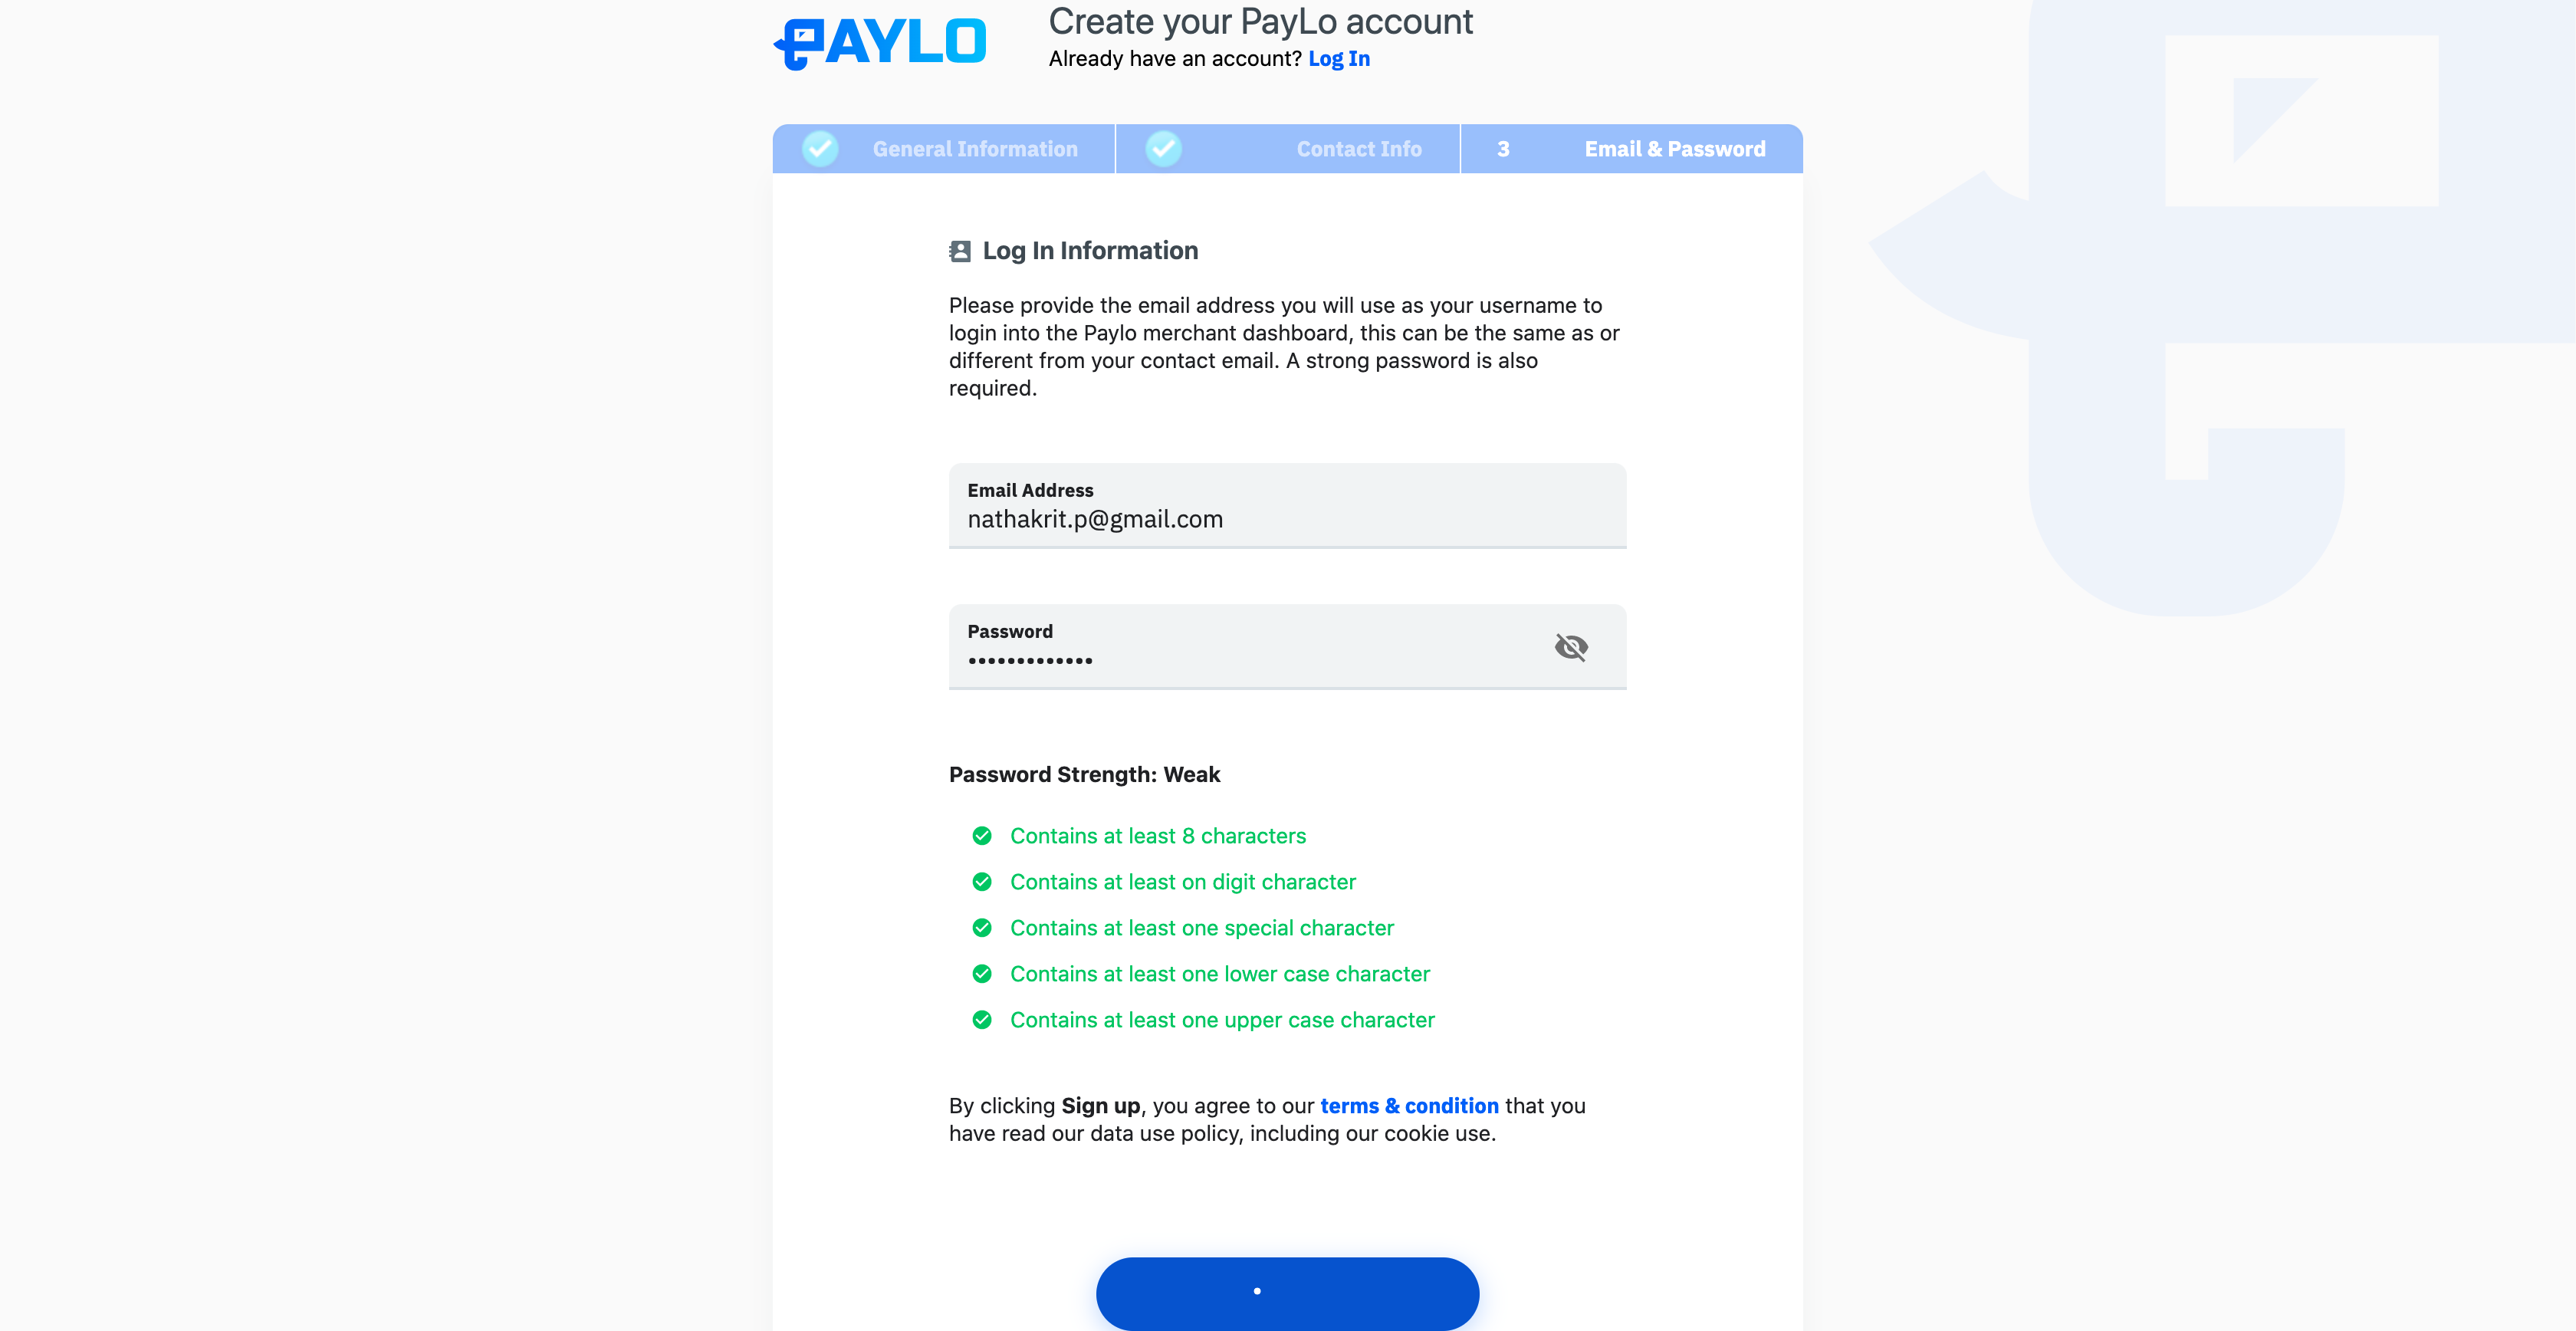 PAYLO
Create your PayLo account
Already have an account? Log In
General Information
Contact Info
3 Email & Password
Log In Information
Please provide the email address you will use as your username to
login into the Paylo merchant dashboard, this can be the same as or
different from your contact email. A strong password is also
required.
Email Address
nathakrit.p@gmail.com
Password
•••••••••••••
Password Strength: Weak
Contains at least 8 characters
Contains at least on digit character
Contains at least one special character
Contains at least one lower case character
Contains at least one upper case character
By clicking Sign up, you agree to our terms & condition that you
have read our data use policy, including our cookie use.